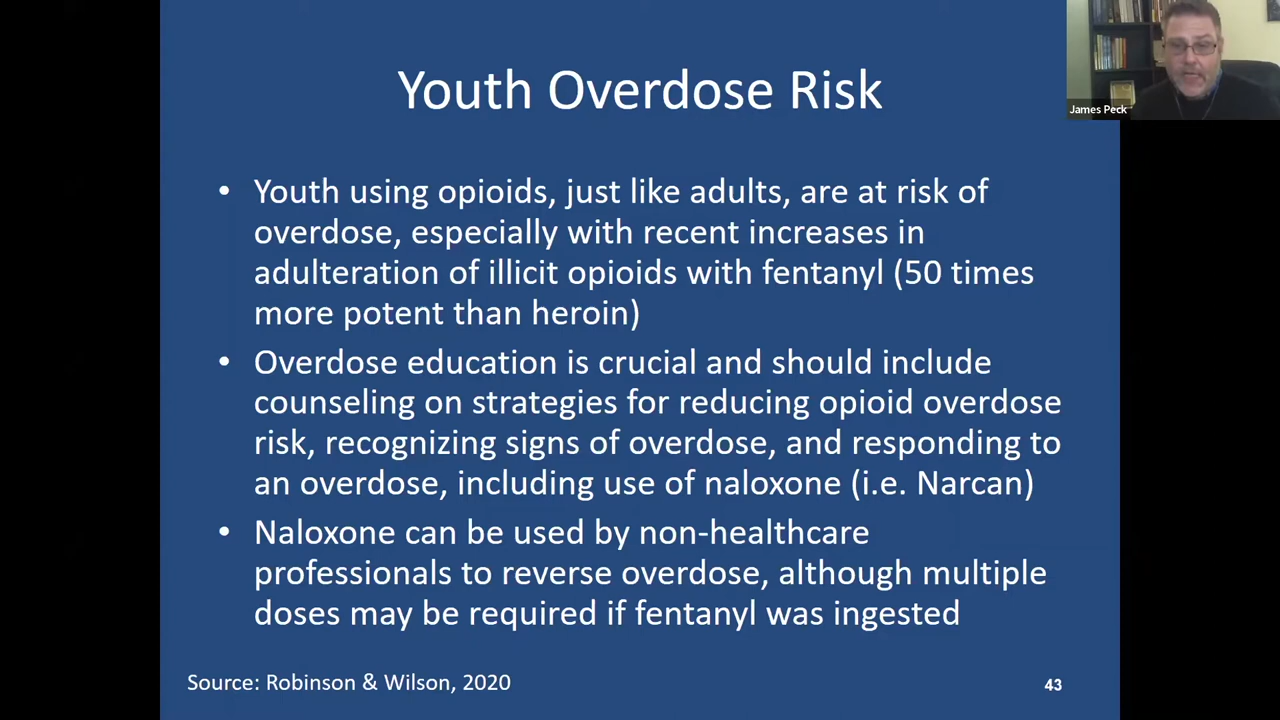 Youth Overdose Risk
James Peck
• Youth using opioids, just like adults, are at risk of
overdose, especially with recent increases in
adulteration of illicit opioids with fentanyl (50 times
more potent than heroin)
• Overdose education is crucial and should include
counseling on strategies for reducing opioid overdose
risk, recognizing signs of overdose, and responding to
an overdose, including use of naloxone (i.e. Narcan)
• Naloxone can be used by non-healthcare
professionals to reverse overdose, although multiple
doses may be required if fentanyl was ingested
Source: Robinson & Wilson, 2020
43